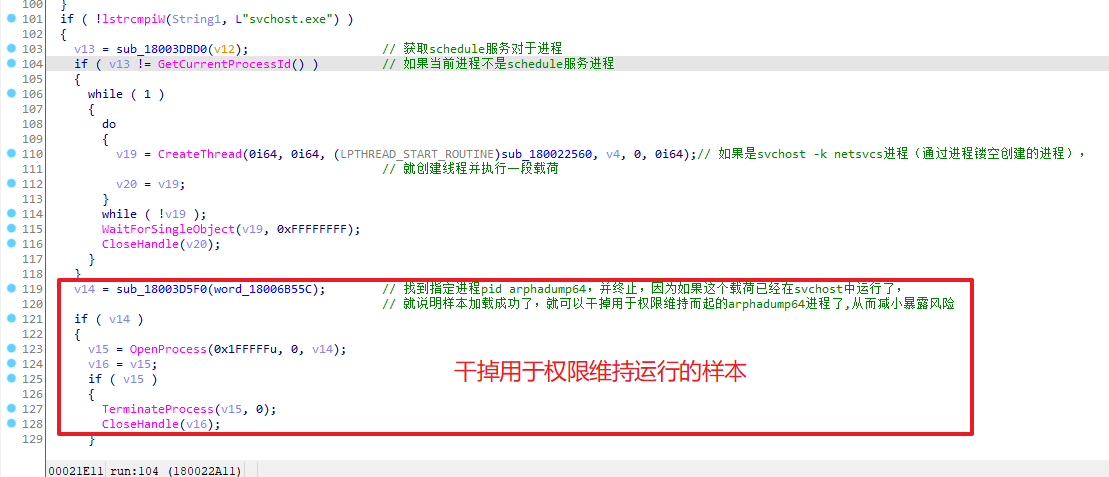 100 }
101 if ( !lstrcmpiW(String1, L"svchost.exe") )
102 {
103 v13 = sub_18003DBD0(v12); // 获取schedule服务对于进程
104 if ( v13 != GetCurrentProcessId() ) // 如果当前进程不是schedule服务进程
105 {
106 while ( 1 )
107 {
108 do
109 {
110 v19 = CreateThread(0i64, 0i64, (LPTHREAD_START_ROUTINE)sub_180022560, v4, 0, 0i64);// 如果是svchost -k netsvcs进程（通过进程镂空创建的进程），
111 // 就创建线程并执行一段载荷
112 v20 = v19;
113 }
114 while ( !v19 );
115 WaitForSingleObject(v19, 0xFFFFFFFF);
116 CloseHandle(v20);
117 }
118 }
119 v14 = sub_18003D5F0(word_18006B55C); // 找到指定进程pid arphadump64，并终止，因为如果这个载荷已经在svchost中运行了，
120 // 就说明样本加载成功了，就可以干掉用于权限维持而起的arphadump64进程了,从而减小暴露风险
121 if ( v14 )
122 {
123 v15 = OpenProcess(0x1FFFFFu, 0, v14);
124 v16 = v15;
125 if ( v15 )
126 {
干掉用于权限维持运行的样本
127 TerminateProcess(v15, 0);
128 CloseHandle(v16);
129 }
00021E11 run:104 (180022A11)